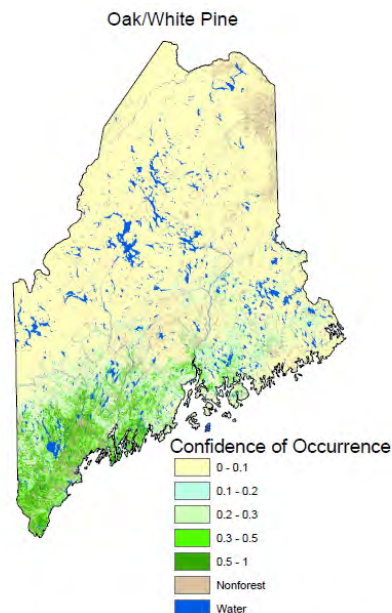 Oak/White Pine
Confidence of Occurrence
0 - 0.1
0.1 - 0.2
0.2 - 0.3
0.3 - 0.5
0.5 - 1
Nonforest
Water